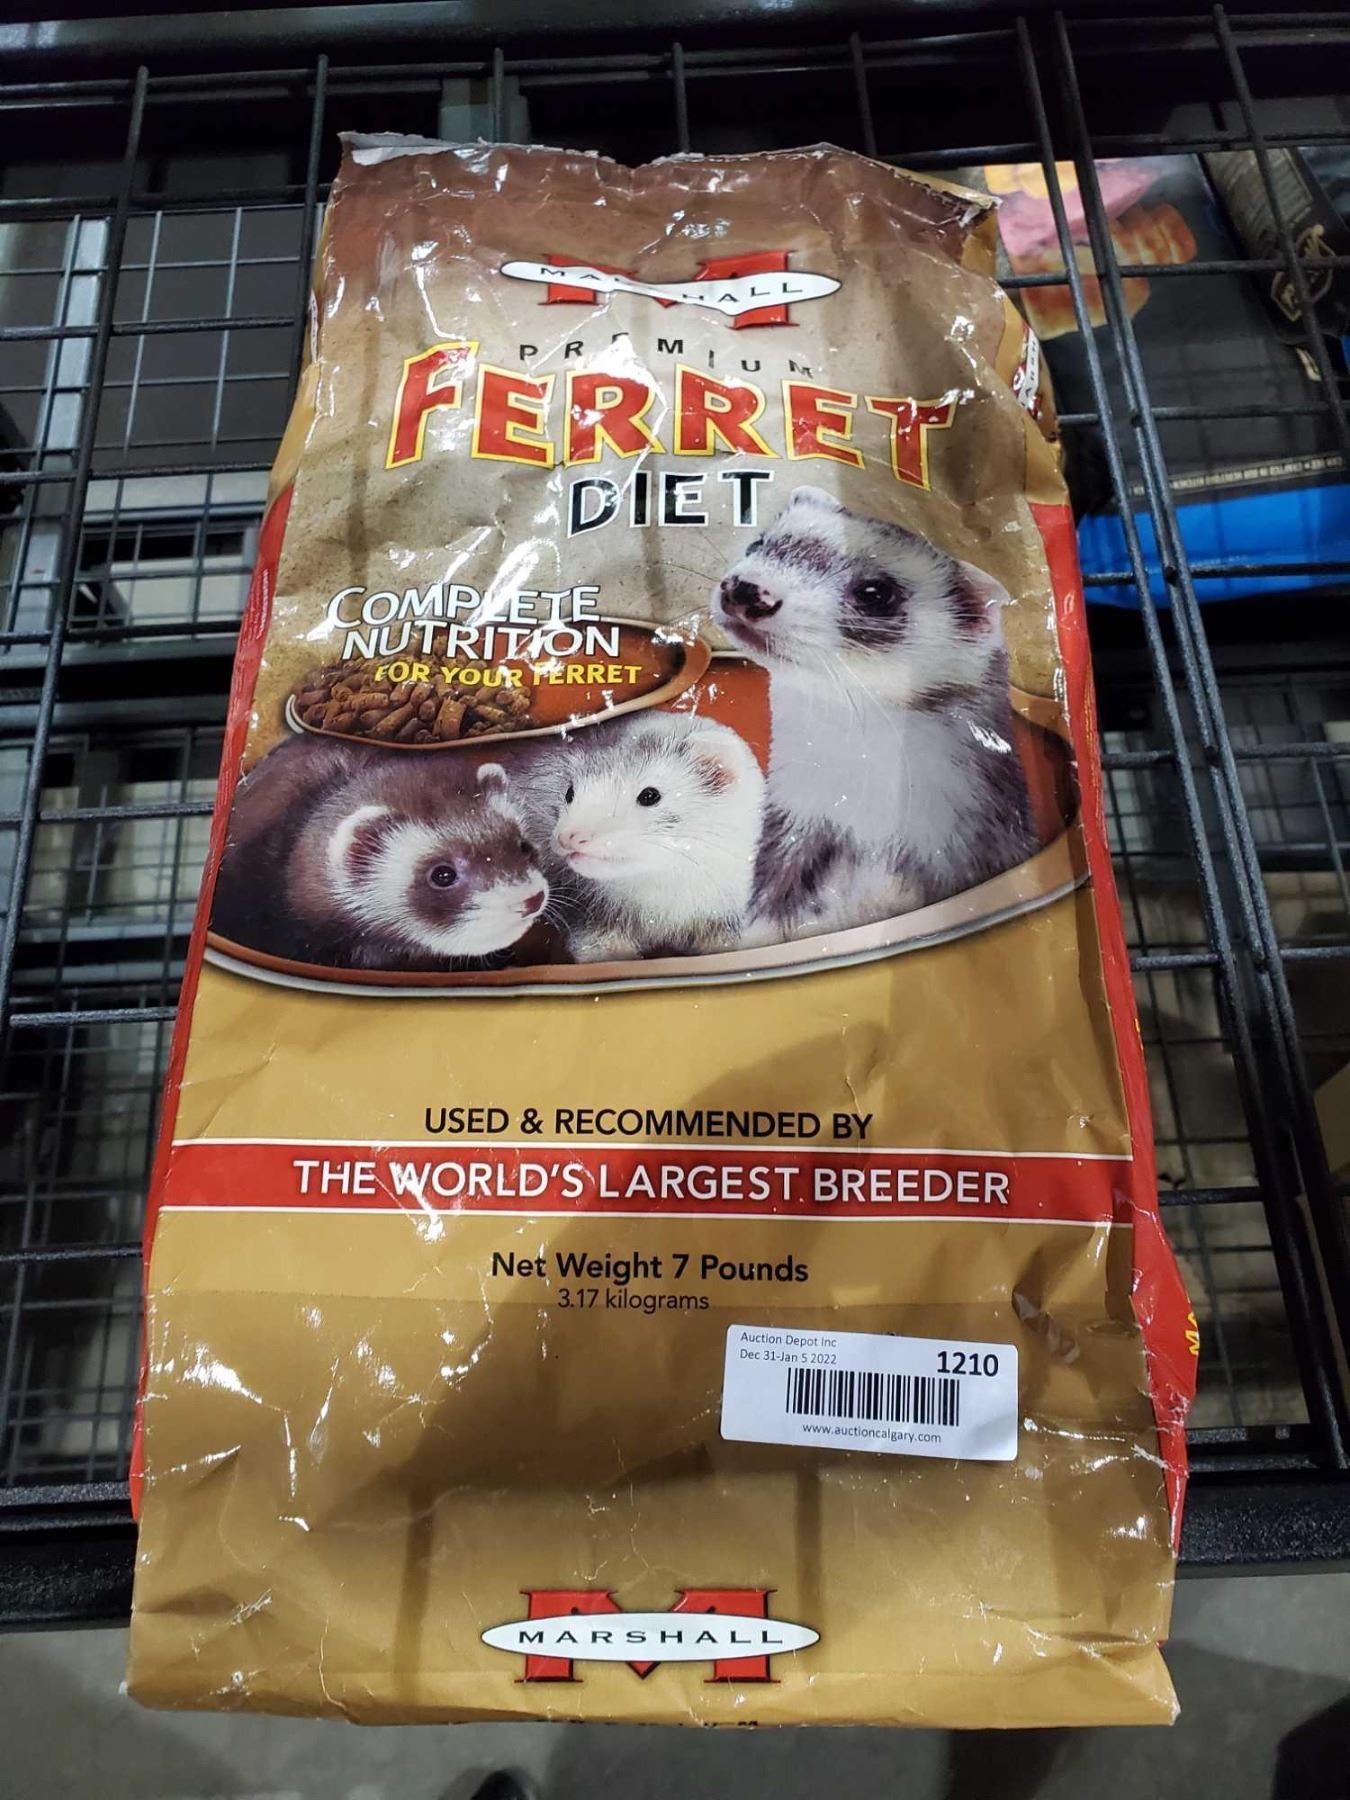 MARSHALL
PREMIUM
FERRET
DIET
COMPLETE
NUTRITION
FOR YOUR FERRET
USED & RECOMMENDED BY
THE WORLD'S LARGEST BREEDER
Net Weight 7 Pounds
3.17 kilograms
Auction Depot Inc
Dec 31-Jan 5 2022
1210
www.auctioncalgary.com
MARSHALL